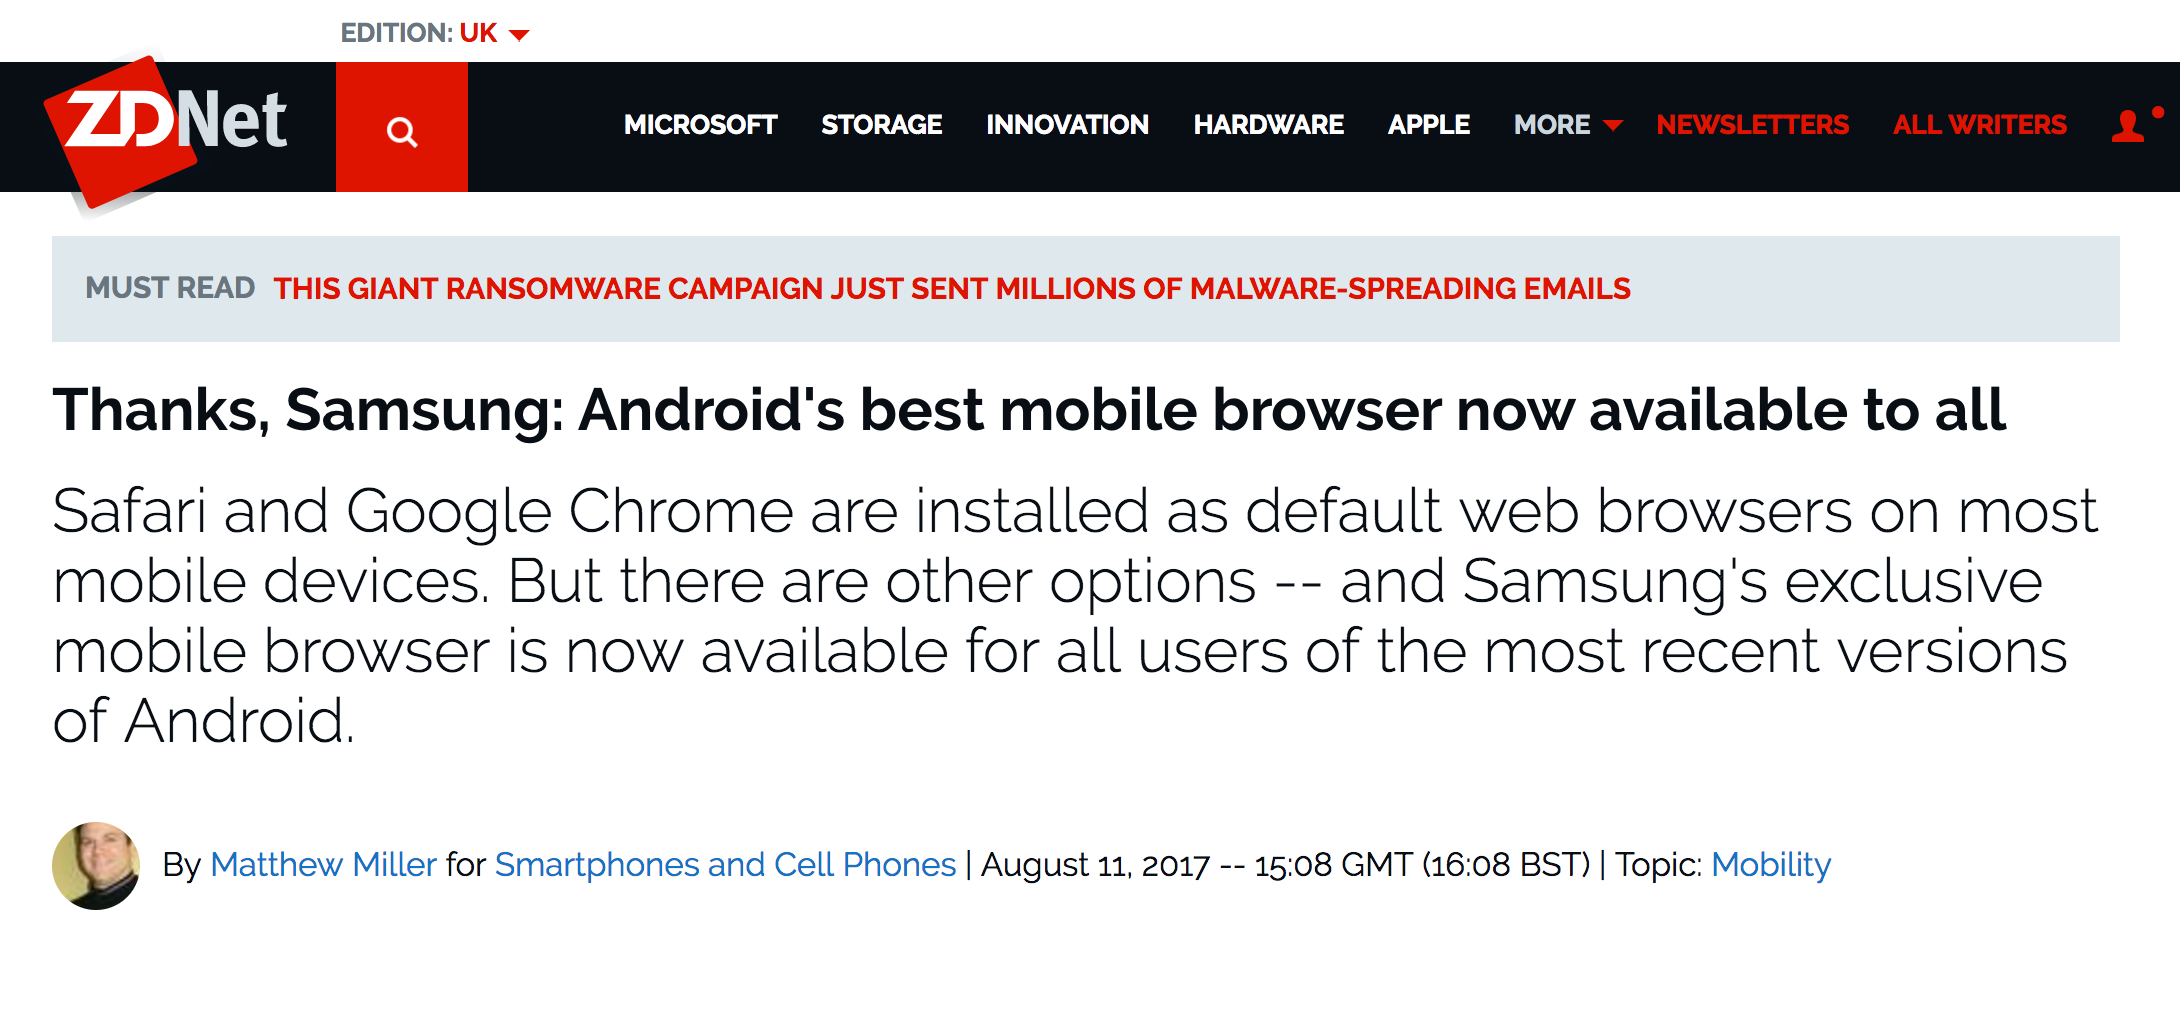 EDITION: UK
ZDNet
MICROSOFT STORAGE INNOVATION HARDWARE APPLE MORE NEWSLETTERS ALL WRITERS
MUST READ THIS GIANT RANSOMWARE CAMPAIGN JUST SENT MILLIONS OF MALWARE-SPREADING EMAILS
Thanks, Samsung: Android's best mobile browser now available to all
Safari and Google Chrome are installed as default web browsers on most
mobile devices. But there are other options -- and Samsung's exclusive
mobile browser is now available for all users of the most recent versions
of Android.
By Matthew Miller for Smartphones and Cell Phones | August 11, 2017 -- 15:08 GMT (16:08 BST) | Topic: Mobility